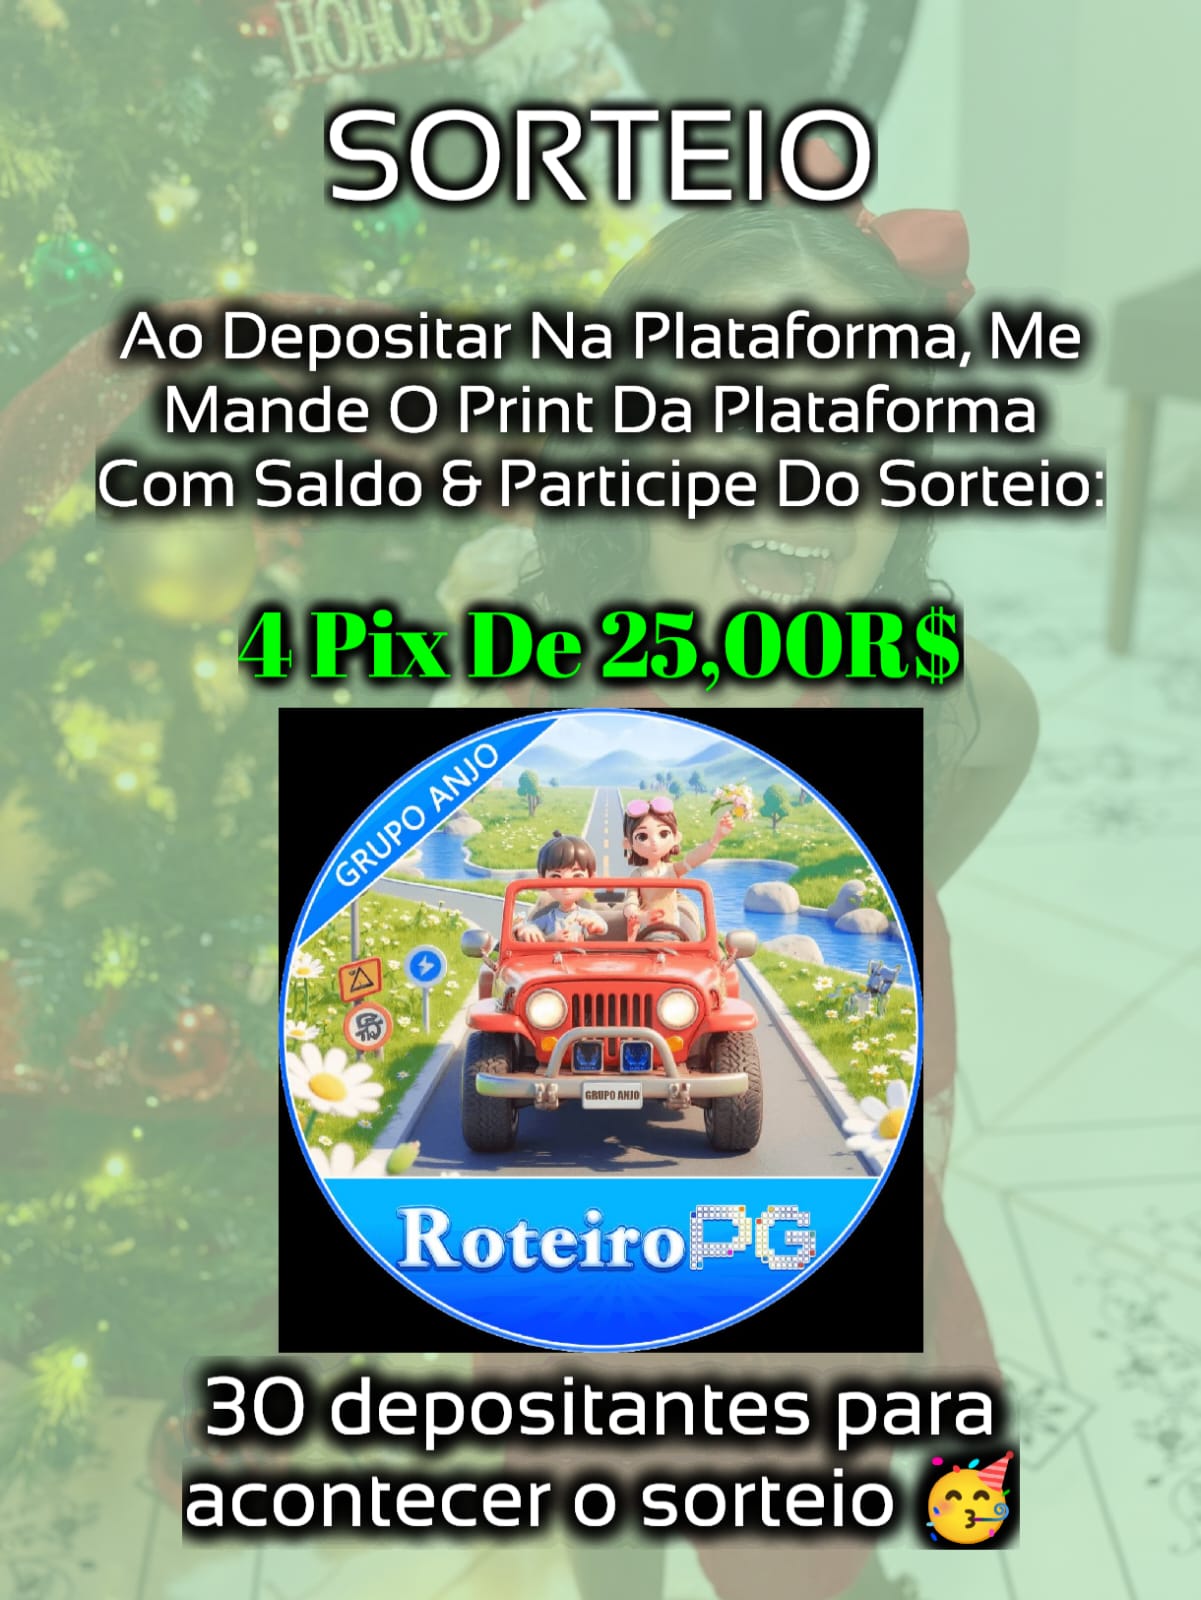 HOHOHO
SORTEIO
Ao Depositar Na Plataforma, Me
Mande O Print Da Plataforma
Com Saldo & Participe Do Sorteio:
4 Pix De 25,00R$
GRUPO ANJO
GRUPO ANJO
RoteiroPG
30 depositantes para
acontecer o sorteio 🥳